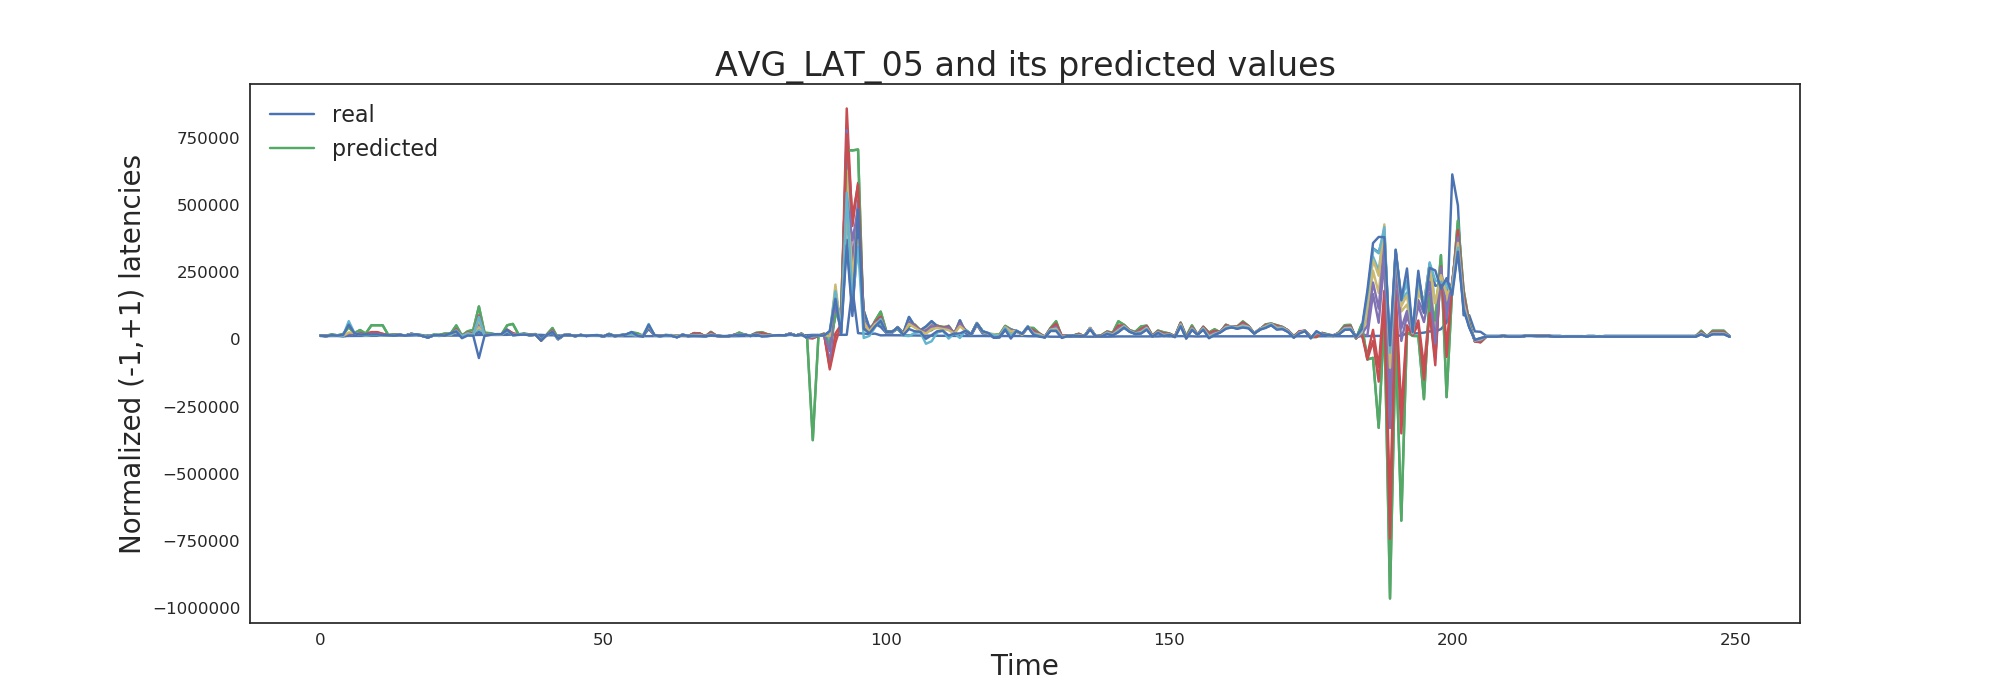 AVG_LAT_05 and its predicted values
real
predicted
Normalized (-1,+1) latencies
750000
500000
250000
0
−250000
−500000
−750000
−1000000
0 50 100 150 200 250
Time